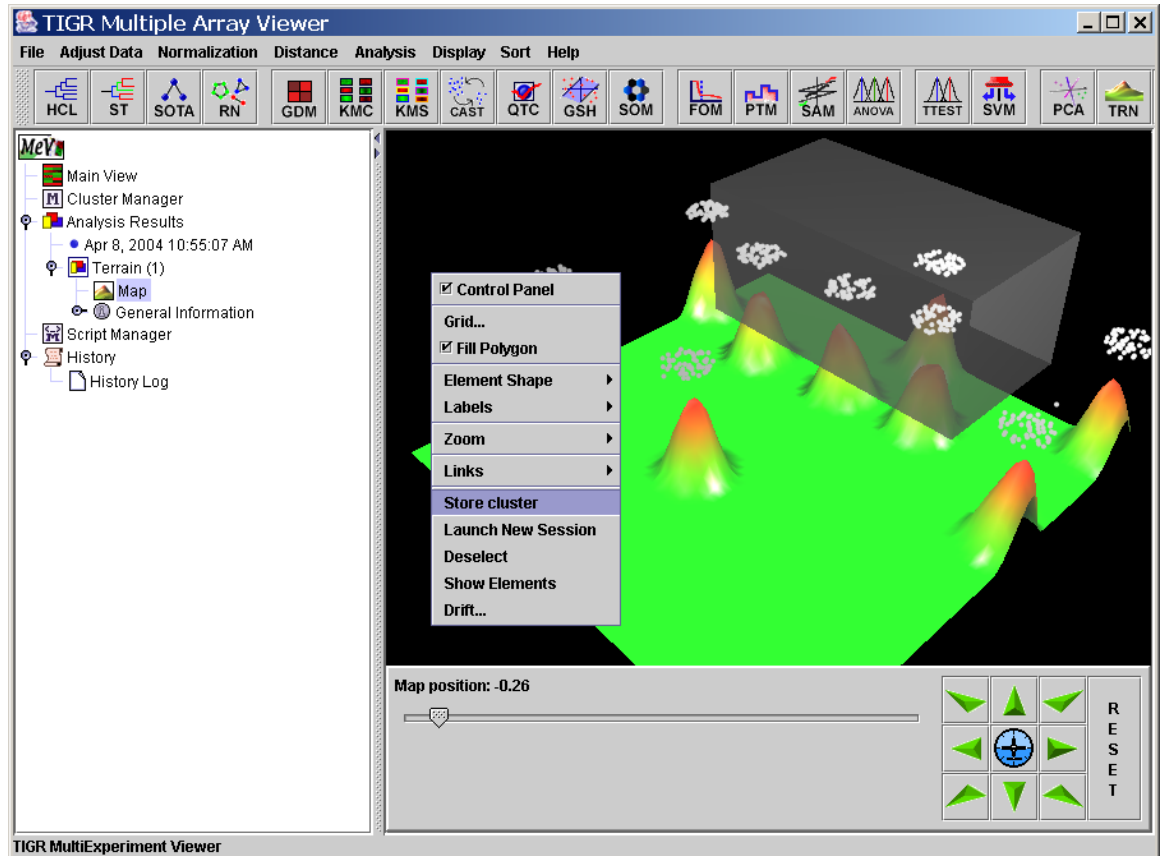 TIGR Multiple Array Viewer
File Adjust Data Normalization Distance Analysis Display Sort Help
HCL ST SOTA RN GDM KMC KMS CAST QTC GSH SOM FOM PTM SAM ANOVA TTEST SVM PCA TRN
MeV
Main View
M Cluster Manager
Analysis Results
Apr 8, 2004 10:55:07 AM
Terrain (1)
Map
General Information
Script Manager
History
History Log
Control Panel
Grid...
Fill Polygon
Element Shape
Labels
Zoom
Links
Store cluster
Launch New Session
Deselect
Show Elements
Drift...
Map position: -0.26
RESET
TIGR MultiExperiment Viewer